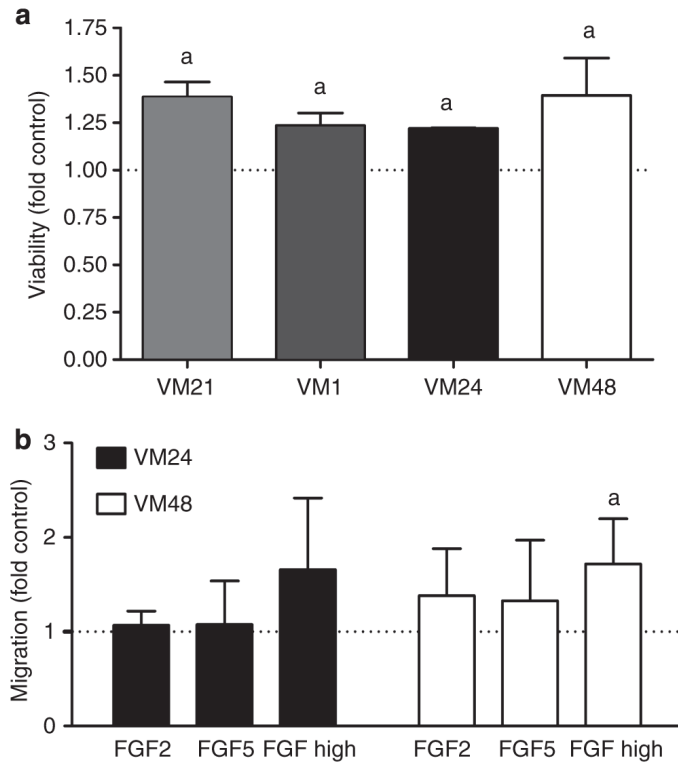 a
1.75
1.50
1.25
1.00
0.75
0.50
0.25
0.00
Viability (fold control)
a
a
a
a
VM21 VM1 VM24 VM48
b
3
2
1
0
Migration (fold control)
VM24
VM48
a
FGF2 FGF5 FGF high FGF2 FGF5 FGF high